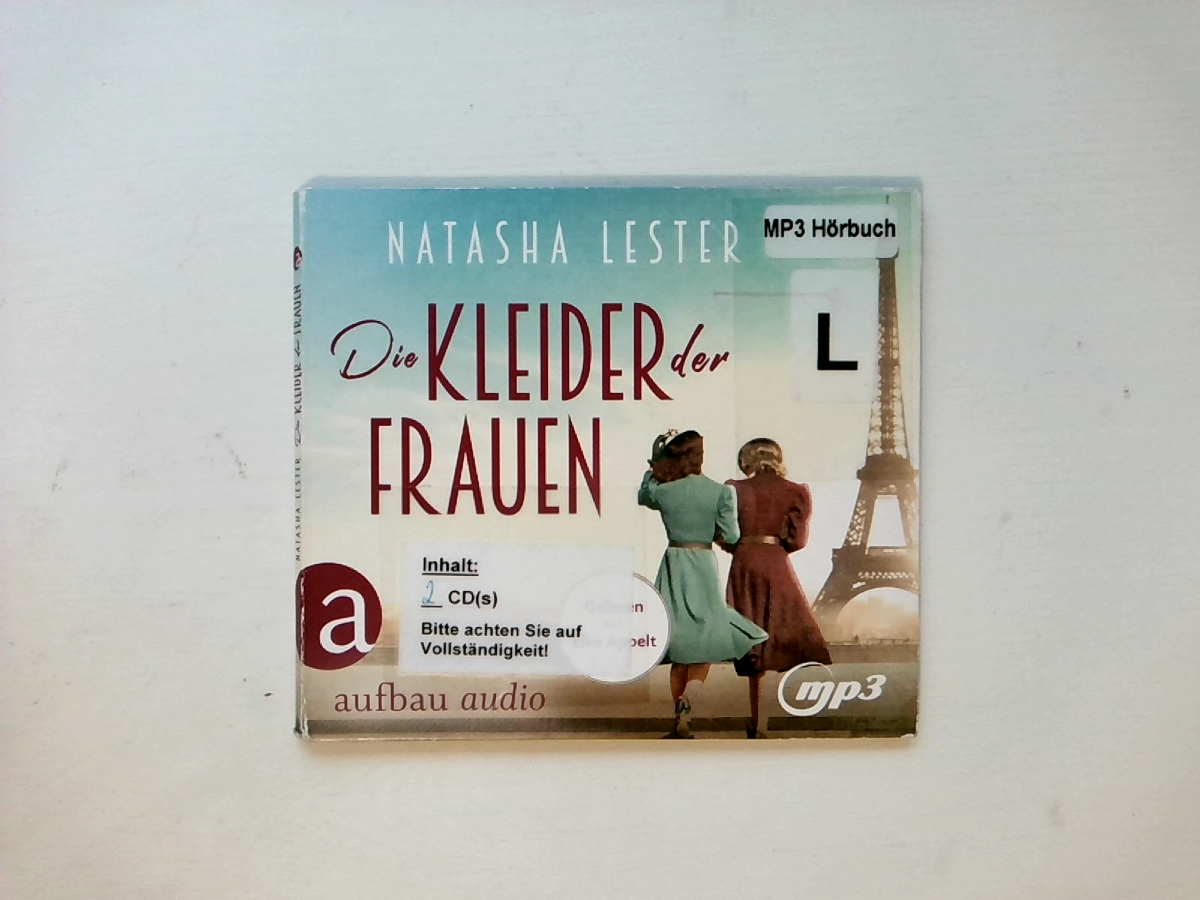 NATASHA LESTER
MP3 Hörbuch
L
Die KLEIDER der
FRAUEN
Inhalt:
2 CD(s)
Bitte achten Sie auf
Vollständigkeit!
a
aufbau audio
mp3
NATASHA LESTER Die KLEIDER der FRAUEN a